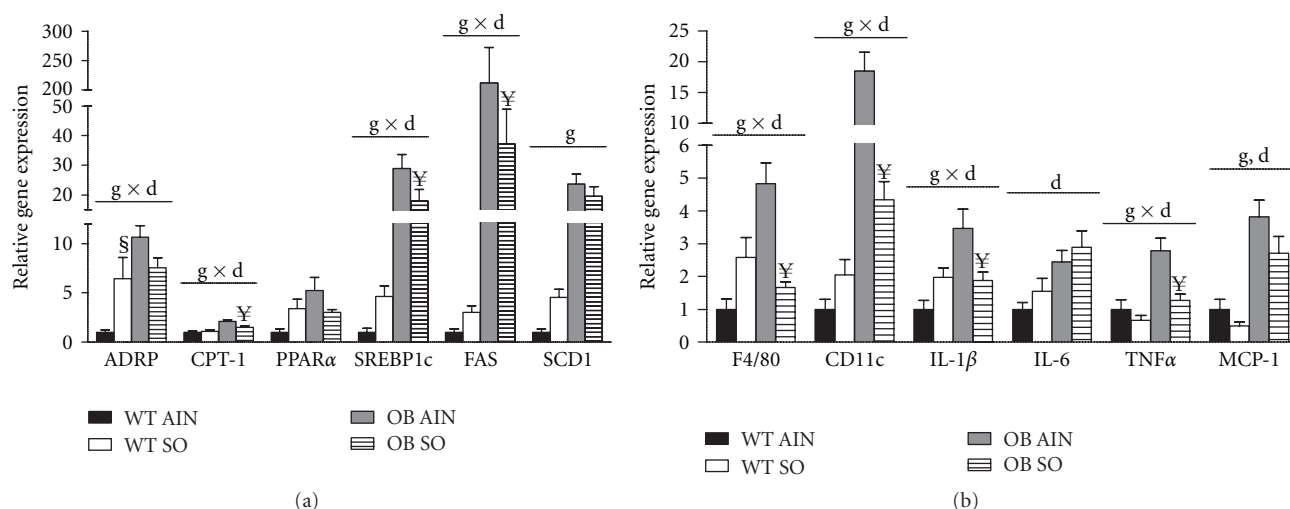 Relative gene expression
300
250
200
50
40
30
20
10
5
0
g × d
§
g × d
¥
g × d
¥
g × d
¥
g
ADRP CPT-1 PPARα SREBP1c FAS SCD1
WT AIN
WT SO
OB AIN
OB SO
(a)
Relative gene expression
25
20
15
10
6
5
4
3
2
1
0
g × d
¥
g × d
¥
g × d
¥
d
g × d
¥
g, d
F4/80 CD11c IL-1β IL-6 TNFα MCP-1
WT AIN
WT SO
OB AIN
OB SO
(b)